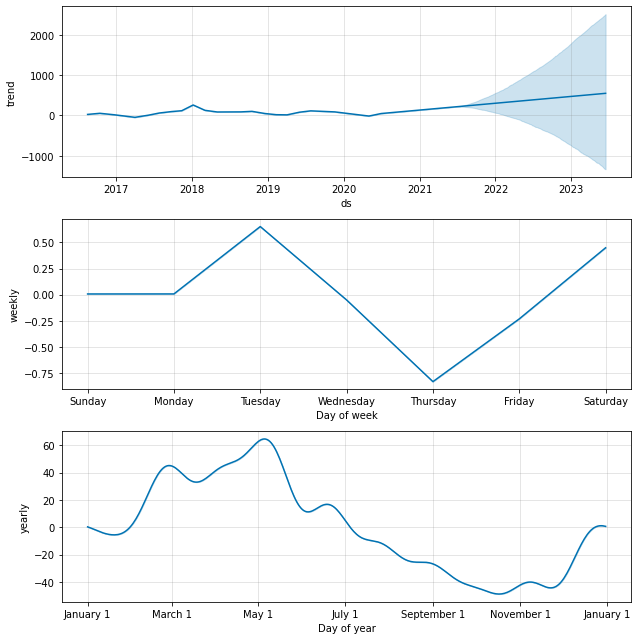 2000
1000
0
−1000
trend
2017 2018 2019 2020 2021 2022 2023
ds
0.50
0.25
0.00
−0.25
−0.50
−0.75
weekly
Sunday Monday Tuesday Wednesday Thursday Friday Saturday
Day of week
60
40
20
0
−20
−40
yearly
January 1 March 1 May 1 July 1 September 1 November 1 January 1
Day of year